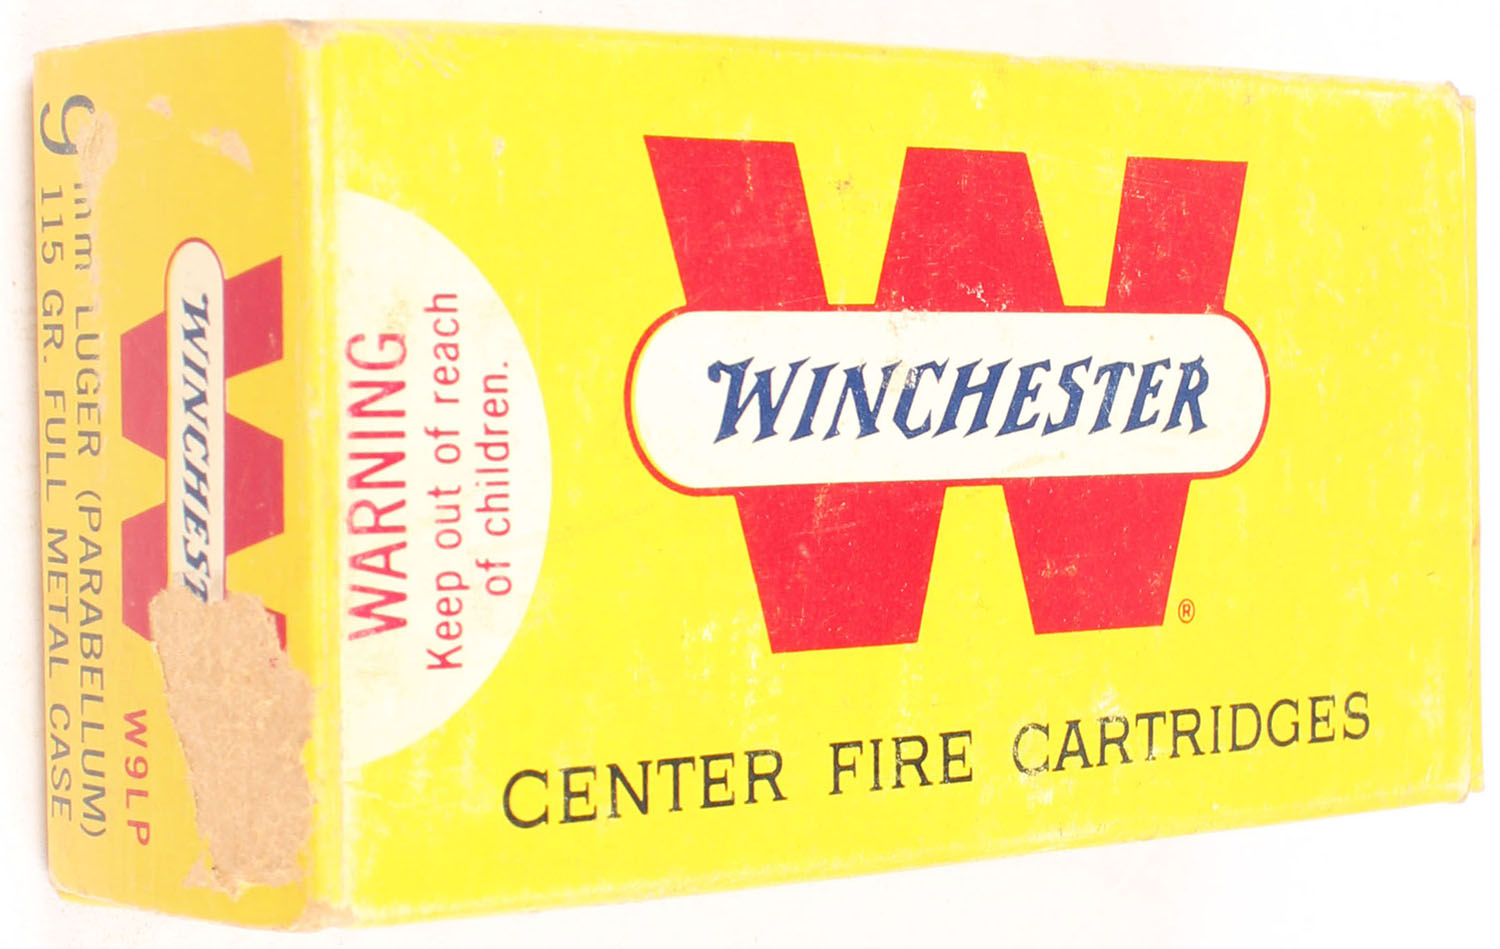 9mm LUGER (PARABELLUM)
115 GR. FULL METAL CASE
WINCHEST
W9LP
WARNING
Keep out of reach
of children.
WINCHESTER
®
CENTER FIRE CARTRIDGES